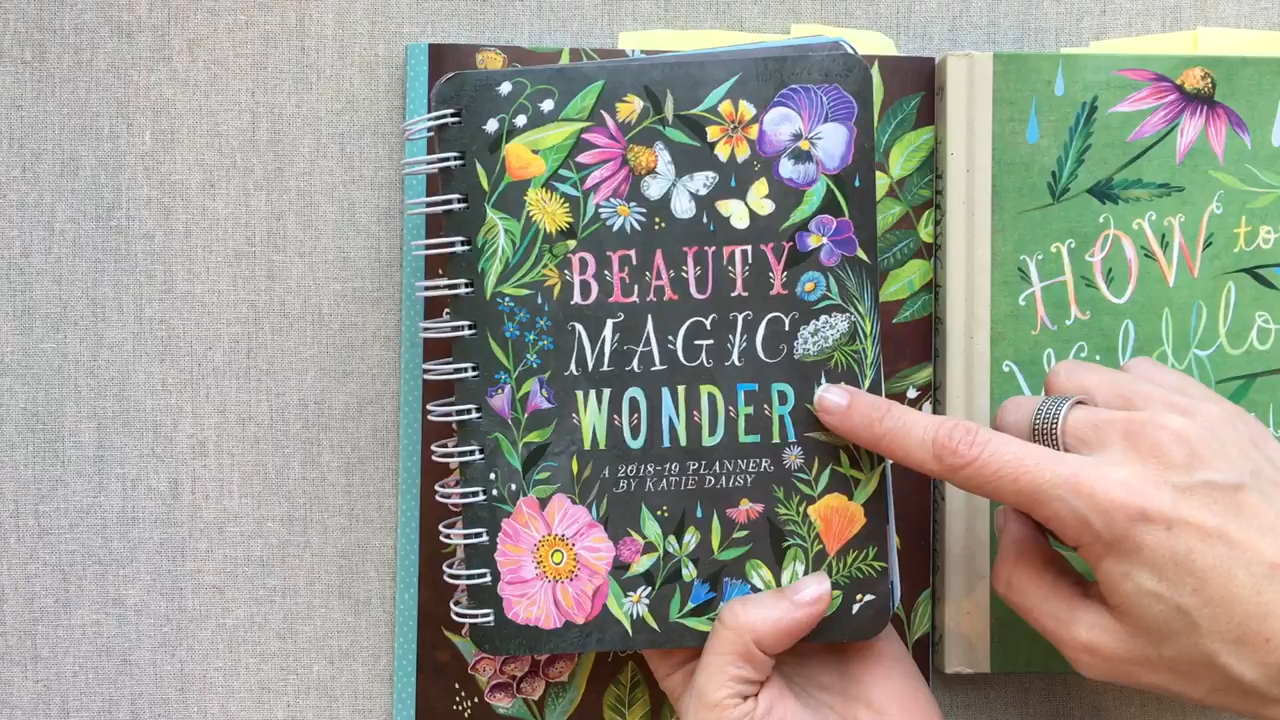 BEAUTY
MAGIC
WONDER
A 2018-19 PLANNER
BY KATIE DAISY
HOW to